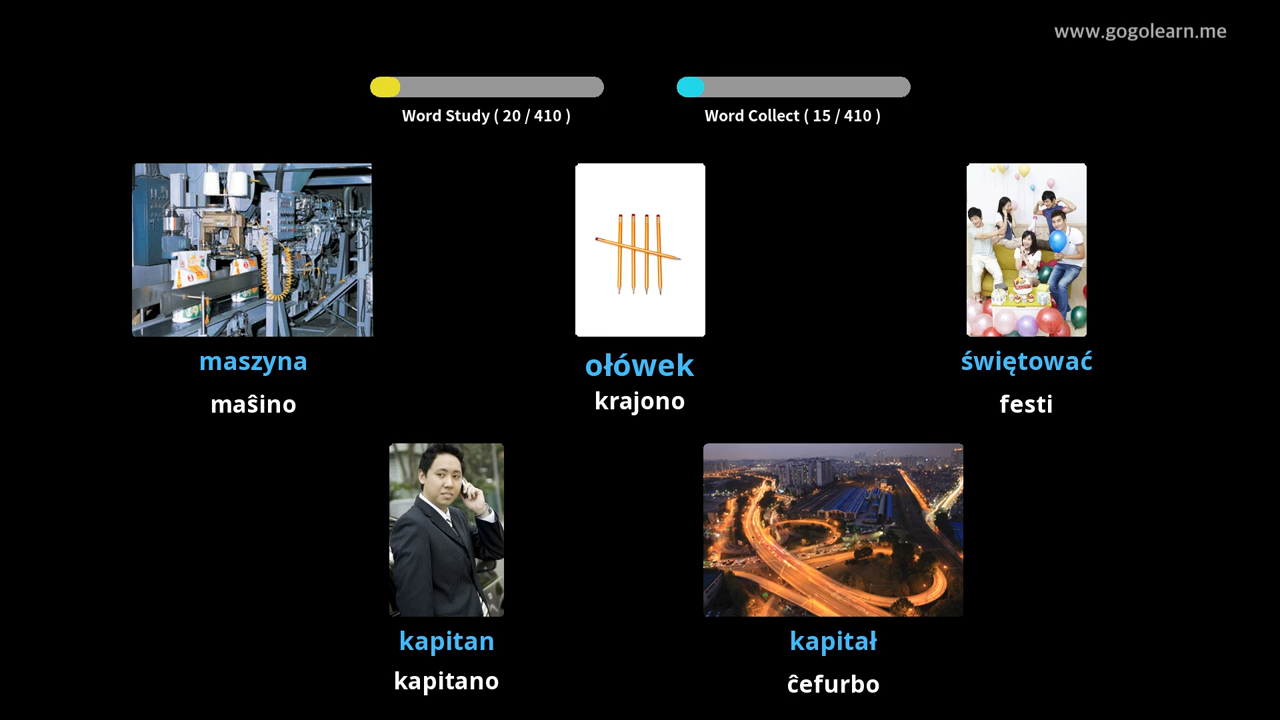 www.gogolearn.me
Word Study ( 20 / 410 )
Word Collect ( 15 / 410 )
maszyna
maŝino
ołówek
krajono
świętować
festi
kapitan
kapitano
kapitał
ĉefurbo